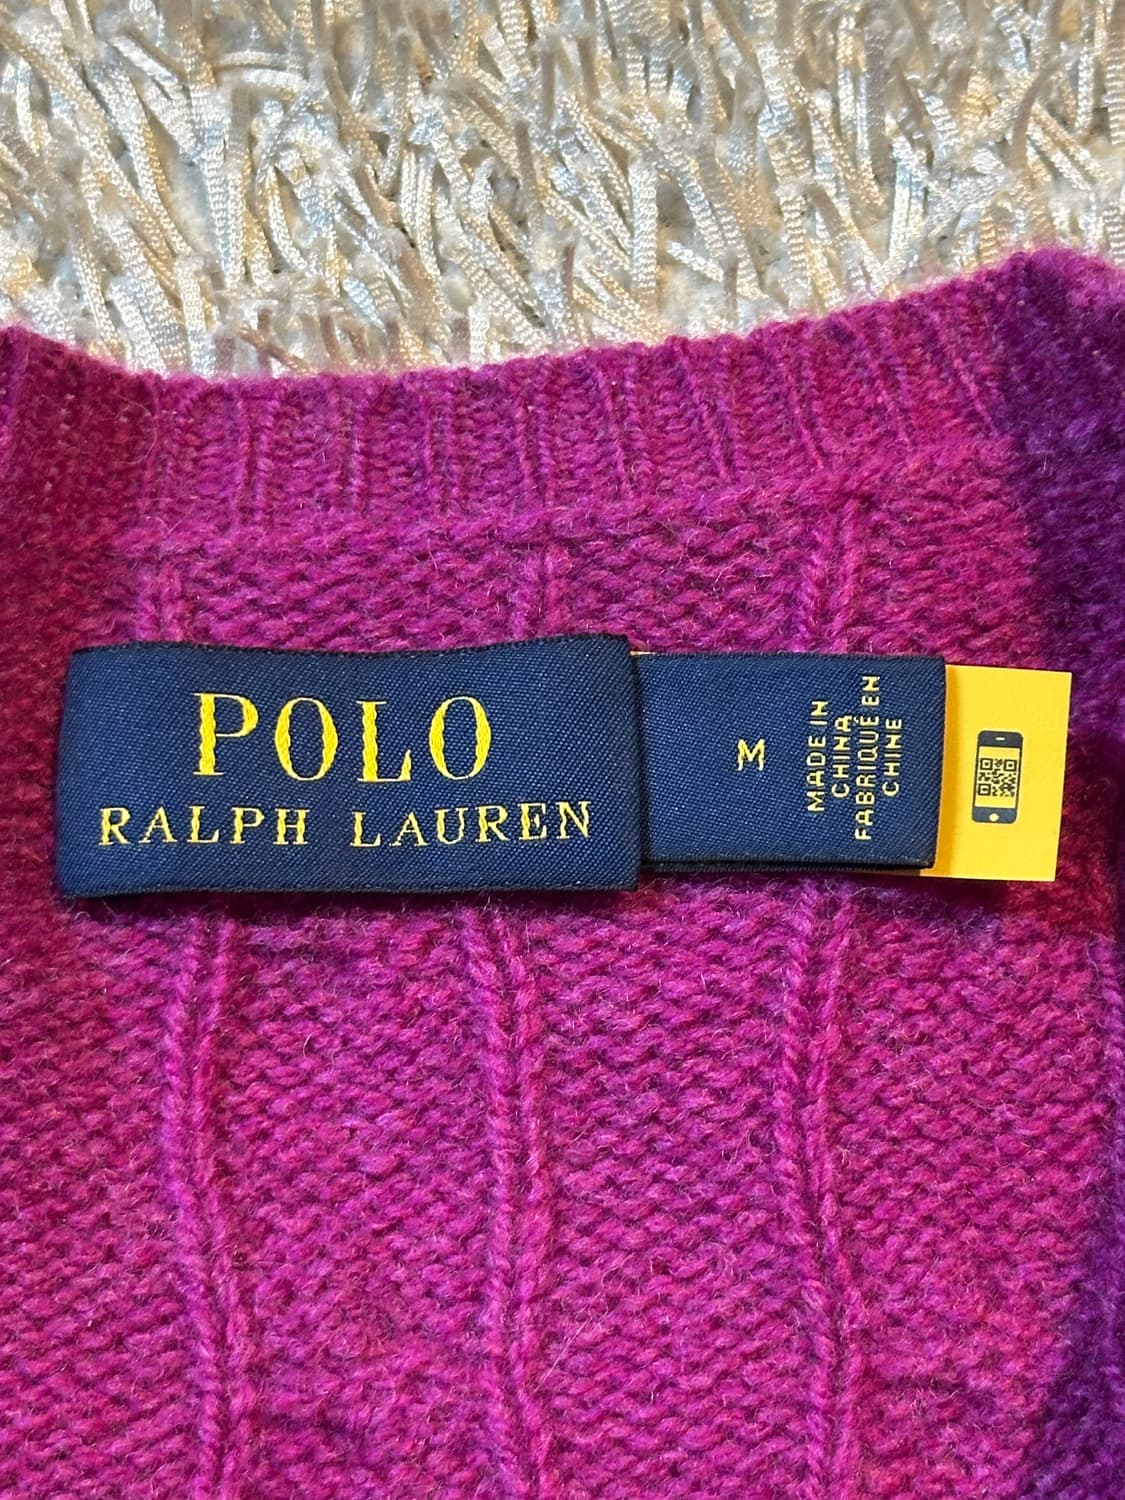 POLO
RALPH LAUREN
M
MADE IN
CHINA
FABRIQUÉ EN
CHINE